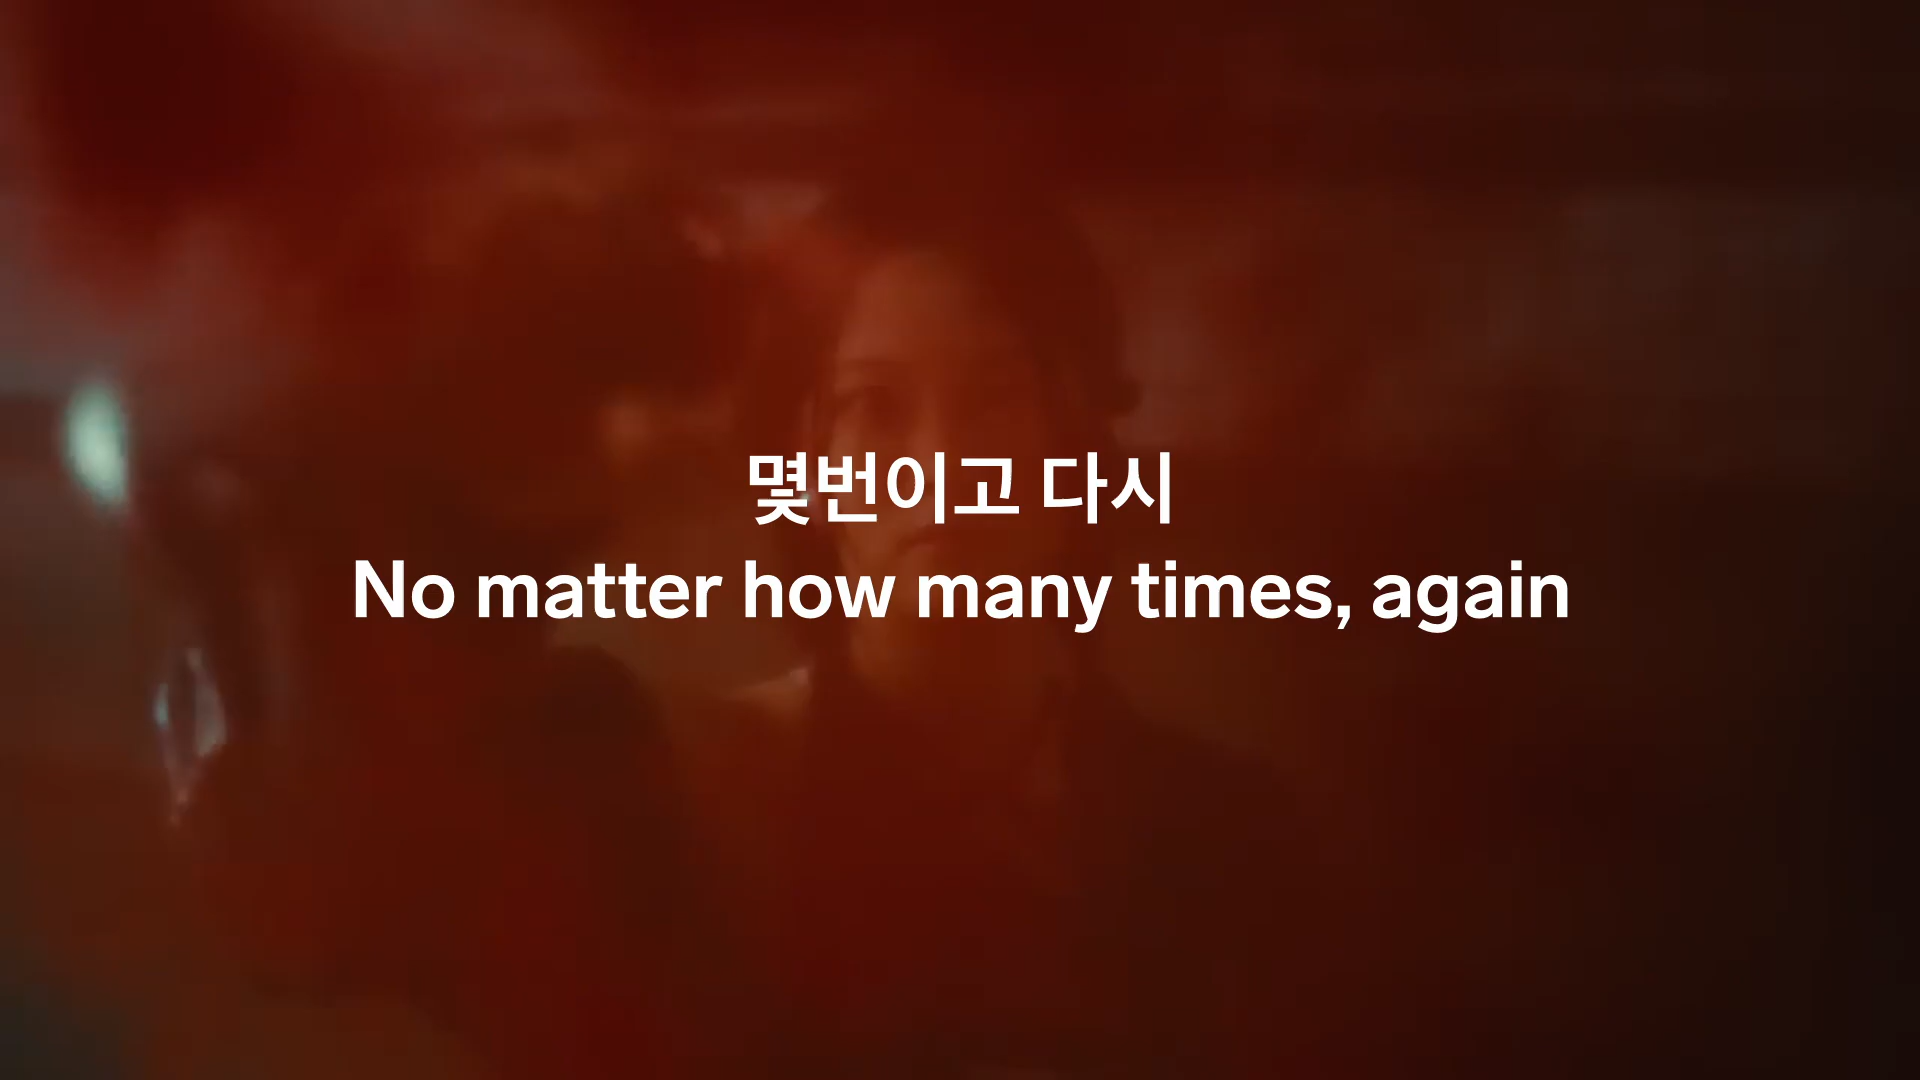 몇번이고 다시
No matter how many times, again